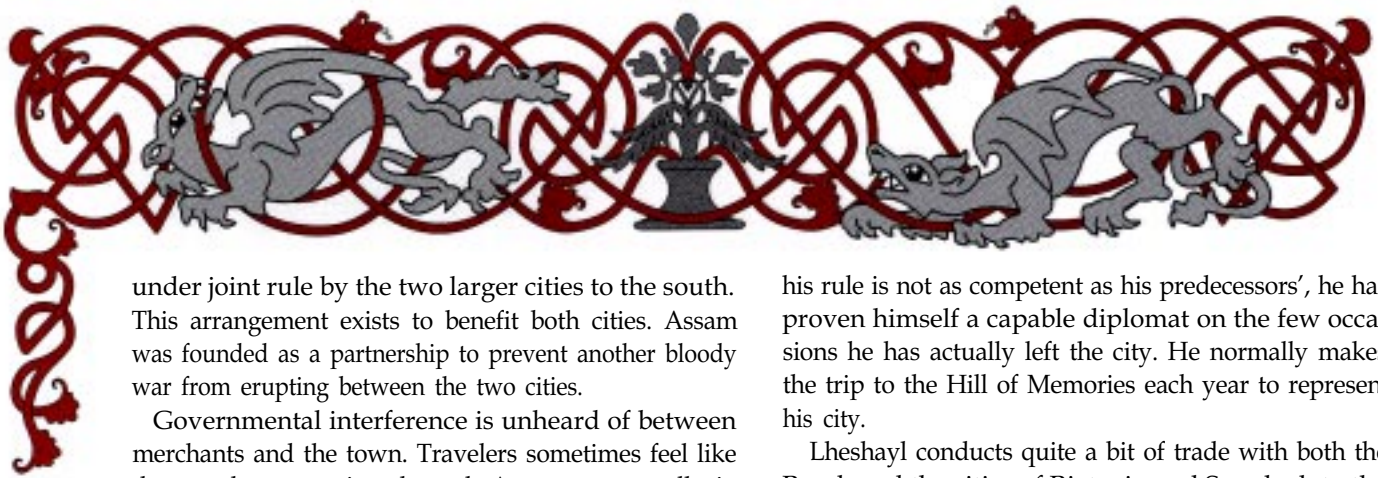 under joint rule by the two larger cities to the south.
This arrangement exists to benefit both cities. Assam
was founded as a partnership to prevent another bloody
war from erupting between the two cities.
Governmental interference is unheard of between
merchants and the town. Travelers sometimes feel like
his rule is not as competent as his predecessors’, he ha
proven himself a capable diplomat on the few occa-
sions he has actually left the city. He normally make
the trip to the Hill of Memories each year to represen
his city.
Lheshayl conducts quite a bit of trade with both the